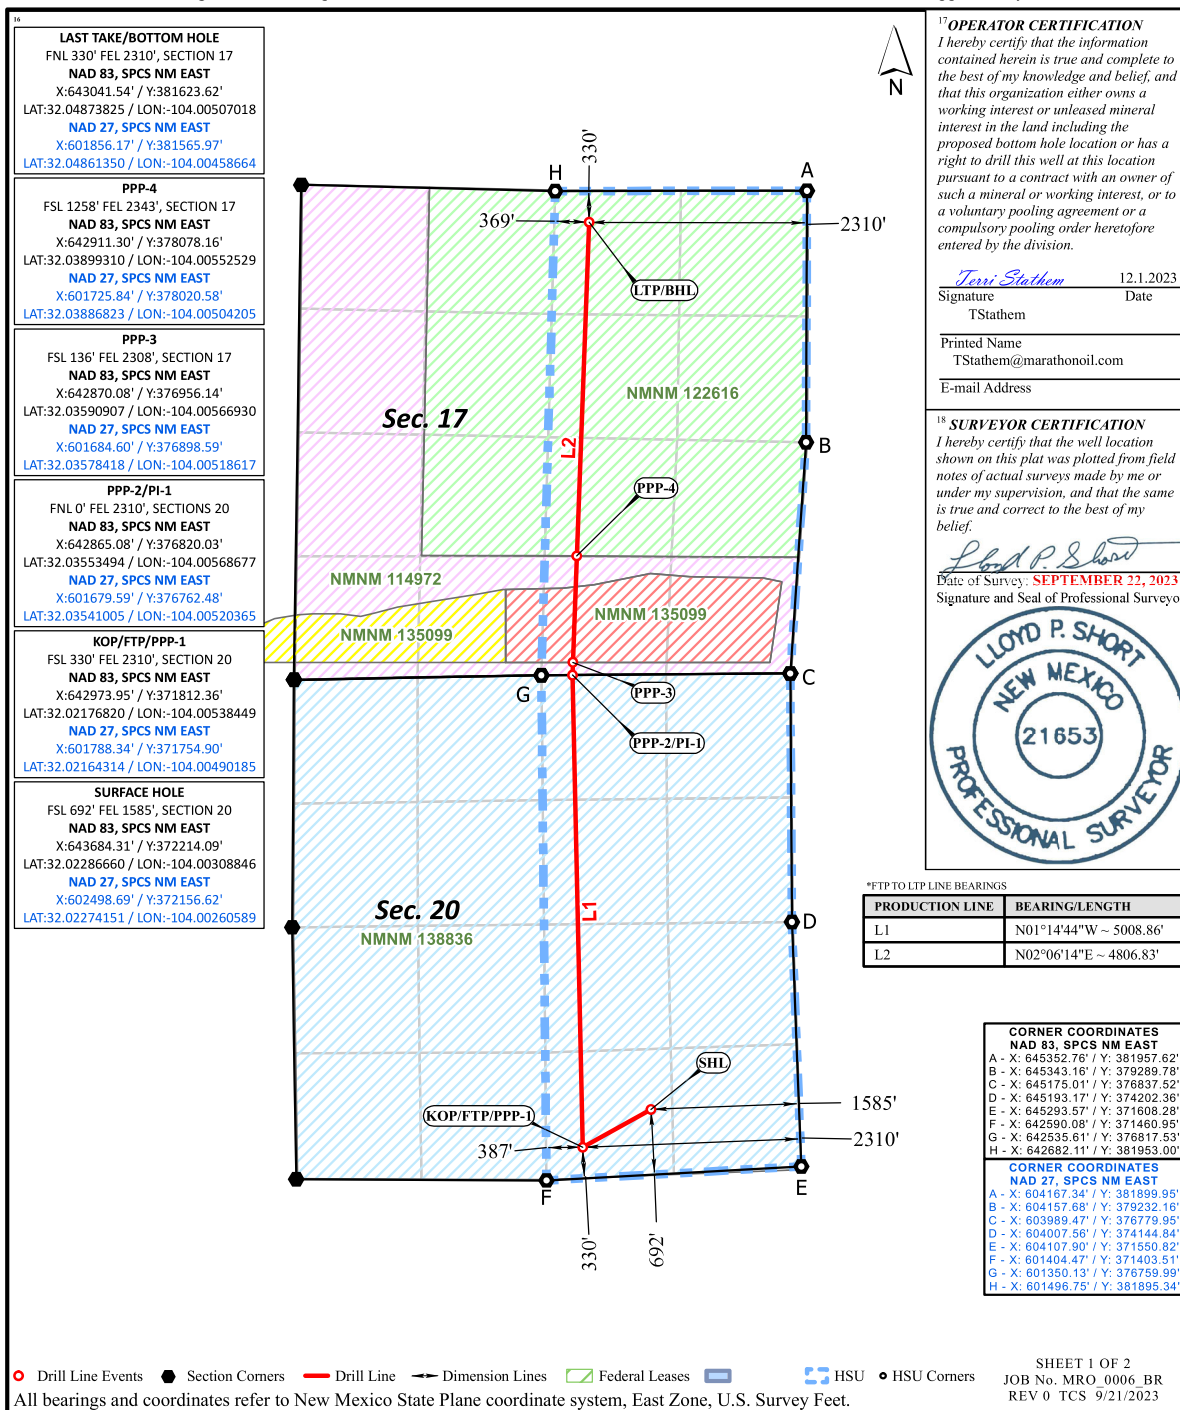 16
LAST TAKE/BOTTOM HOLE
FNL 330' FEL 2310', SECTION 17
NAD 83, SPCS NM EAST
X:643041.54' / Y:381623.62'
LAT:32.04873825 / LON:-104.00507018
NAD 27, SPCS NM EAST
X:601856.17' / Y:381565.97'
LAT:32.04861350 / LON:-104.00458664
PPP-4
FSL 1258' FEL 2343', SECTION 17
NAD 83, SPCS NM EAST
X:642911.30' / Y:378078.16'
LAT:32.03899310 / LON:-104.00552529
NAD 27, SPCS NM EAST
X:601725.84' / Y:378020.58'
LAT:32.03886823 / LON:-104.00504205
PPP-3
FSL 136' FEL 2308', SECTION 17
NAD 83, SPCS NM EAST
X:642870.08' / Y:376956.14'
LAT:32.03590907 / LON:-104.00566930
NAD 27, SPCS NM EAST
X:601684.60' / Y:376898.59'
LAT:32.03578418 / LON:-104.00518617
PPP-2/PI-1
FNL 0' FEL 2310', SECTIONS 20
NAD 83, SPCS NM EAST
X:642865.08' / Y:376820.03'
LAT:32.03553494 / LON:-104.00568677
NAD 27, SPCS NM EAST
X:601679.59' / Y:376762.48'
LAT:32.03541005 / LON:-104.00520365
KOP/FTP/PPP-1
FSL 330' FEL 2310', SECTION 20
NAD 83, SPCS NM EAST
X:642973.95' / Y:371812.36'
LAT:32.02176820 / LON:-104.00538449
NAD 27, SPCS NM EAST
X:601788.34' / Y:371754.90'
LAT:32.02164314 / LON:-104.00490185
SURFACE HOLE
FSL 692' FEL 1585', SECTION 20
NAD 83, SPCS NM EAST
X:643684.31' / Y:372214.09'
LAT:32.02286660 / LON:-104.00308846
NAD 27, SPCS NM EAST
X:602498.69' / Y:372156.62'
LAT:32.02274151 / LON:-104.00260589
N
330'
H
A
369'
2310'
LTP/BHL
NMNM 122616
Sec. 17
B
L2
PPP-4
NMNM 114972
NMNM 135099
NMNM 135099
G
C
PPP-3
PPP-2/PI-1
Sec. 20
L1
NMNM 138836
D
SHL
KOP/FTP/PPP-1
1585'
387'
2310'
F
E
330'
692'
17 OPERATOR CERTIFICATION
I hereby certify that the information
contained herein is true and complete to
the best of my knowledge and belief, and
that this organization either owns a
working interest or unleased mineral
interest in the land including the
proposed bottom hole location or has a
right to drill this well at this location
pursuant to a contract with an owner of
such a mineral or working interest, or to
a voluntary pooling agreement or a
compulsory pooling order heretofore
entered by the division.
Terri Stathem 12.1.2023
Signature Date
TStathem
Printed Name
TStathem@marathonoil.com
E-mail Address
18 SURVEYOR CERTIFICATION
I hereby certify that the well location
shown on this plat was plotted from field
notes of actual surveys made by me or
under my supervision, and that the same
is true and correct to the best of my
belief.
Lloyd P. Short
Date of Survey: SEPTEMBER 22, 2023
Signature and Seal of Professional Surveyo
LLOYD P. SHORT
NEW MEXICO
21653
PROFESSIONAL SURVEYOR
*FTP TO LTP LINE BEARINGS
PRODUCTION LINE BEARING/LENGTH
L1 N01°14'44"W ~ 5008.86'
L2 N02°06'14"E ~ 4806.83'
CORNER COORDINATES
NAD 83, SPCS NM EAST
A - X: 645352.76' / Y: 381957.62'
B - X: 645343.16' / Y: 379289.78'
C - X: 645175.01' / Y: 376837.52'
D - X: 645193.17' / Y: 374202.36'
E - X: 645293.57' / Y: 371608.28'
F - X: 642590.08' / Y: 371460.95'
G - X: 642535.61' / Y: 376817.53'
H - X: 642682.11' / Y: 381953.00'
CORNER COORDINATES
NAD 27, SPCS NM EAST
A - X: 604167.34' / Y: 381899.95'
B - X: 604157.68' / Y: 379232.16'
C - X: 603989.47' / Y: 376779.95'
D - X: 604007.56' / Y: 374144.84'
E - X: 604107.90' / Y: 371550.82'
F - X: 601404.47' / Y: 371403.51'
G - X: 601350.13' / Y: 376759.99'
H - X: 601496.75' / Y: 381895.34'
Drill Line Events Section Corners Drill Line Dimension Lines Federal Leases HSU HSU Corners
All bearings and coordinates refer to New Mexico State Plane coordinate system, East Zone, U.S. Survey Feet.
SHEET 1 OF 2
JOB No. MRO_0006_BR
REV 0 TCS 9/21/2023